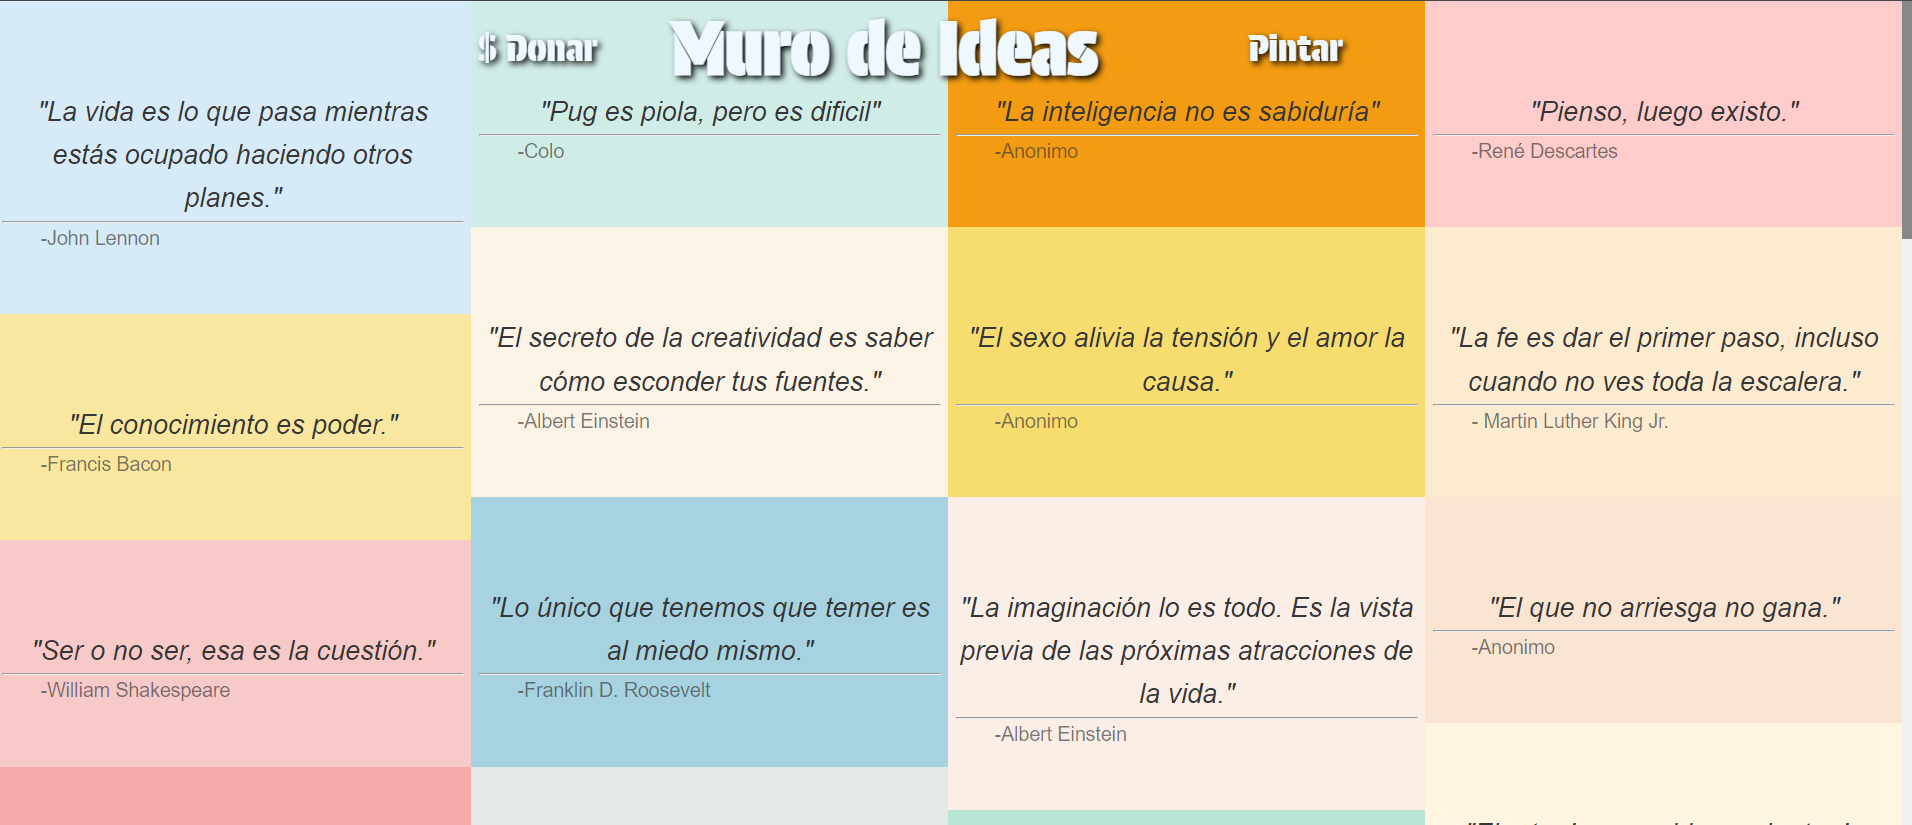 $ Donar
Muro de Ideas
Pintar
"La vida es lo que pasa mientras
estás ocupado haciendo otros
planes."
-John Lennon
"El conocimiento es poder."
-Francis Bacon
"Ser o no ser, esa es la cuestión."
-William Shakespeare
"Pug es piola, pero es dificil"
-Colo
"El secreto de la creatividad es saber
cómo esconder tus fuentes."
-Albert Einstein
"Lo único que tenemos que temer es
al miedo mismo."
-Franklin D. Roosevelt
"La inteligencia no es sabiduría"
-Anonimo
"El sexo alivia la tensión y el amor la
causa."
-Anonimo
"La imaginación lo es todo. Es la vista
previa de las próximas atracciones de
la vida."
-Albert Einstein
"Pienso, luego existo."
-René Descartes
"La fe es dar el primer paso, incluso
cuando no ves toda la escalera."
- Martin Luther King Jr.
"El que no arriesga no gana."
-Anonimo